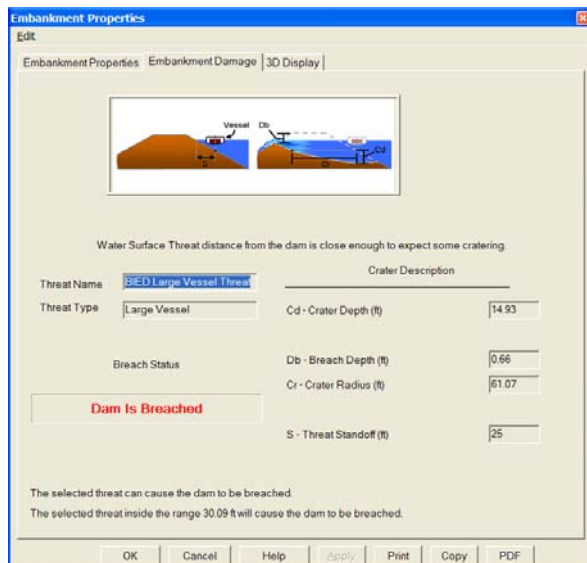 Embankment Properties
Edit
Embankment Properties Embankment Damage 3D Display
Vessel Db
S Cr Cd
Water Surface Threat distance from the dam is close enough to expect some cratering.
Crater Description
Threat Name BIED Large Vessel Threat
Threat Type Large Vessel
Cd - Crater Depth (ft) 14.93
Breach Status
Db - Breach Depth (ft) 0.66
Cr - Crater Radius (ft) 61.07
Dam Is Breached
S - Threat Standoff (ft) 25
The selected threat can cause the dam to be breached.
The selected threat inside the range 30.09 ft will cause the dam to be breached.
OK Cancel Help Apply Print Copy PDF